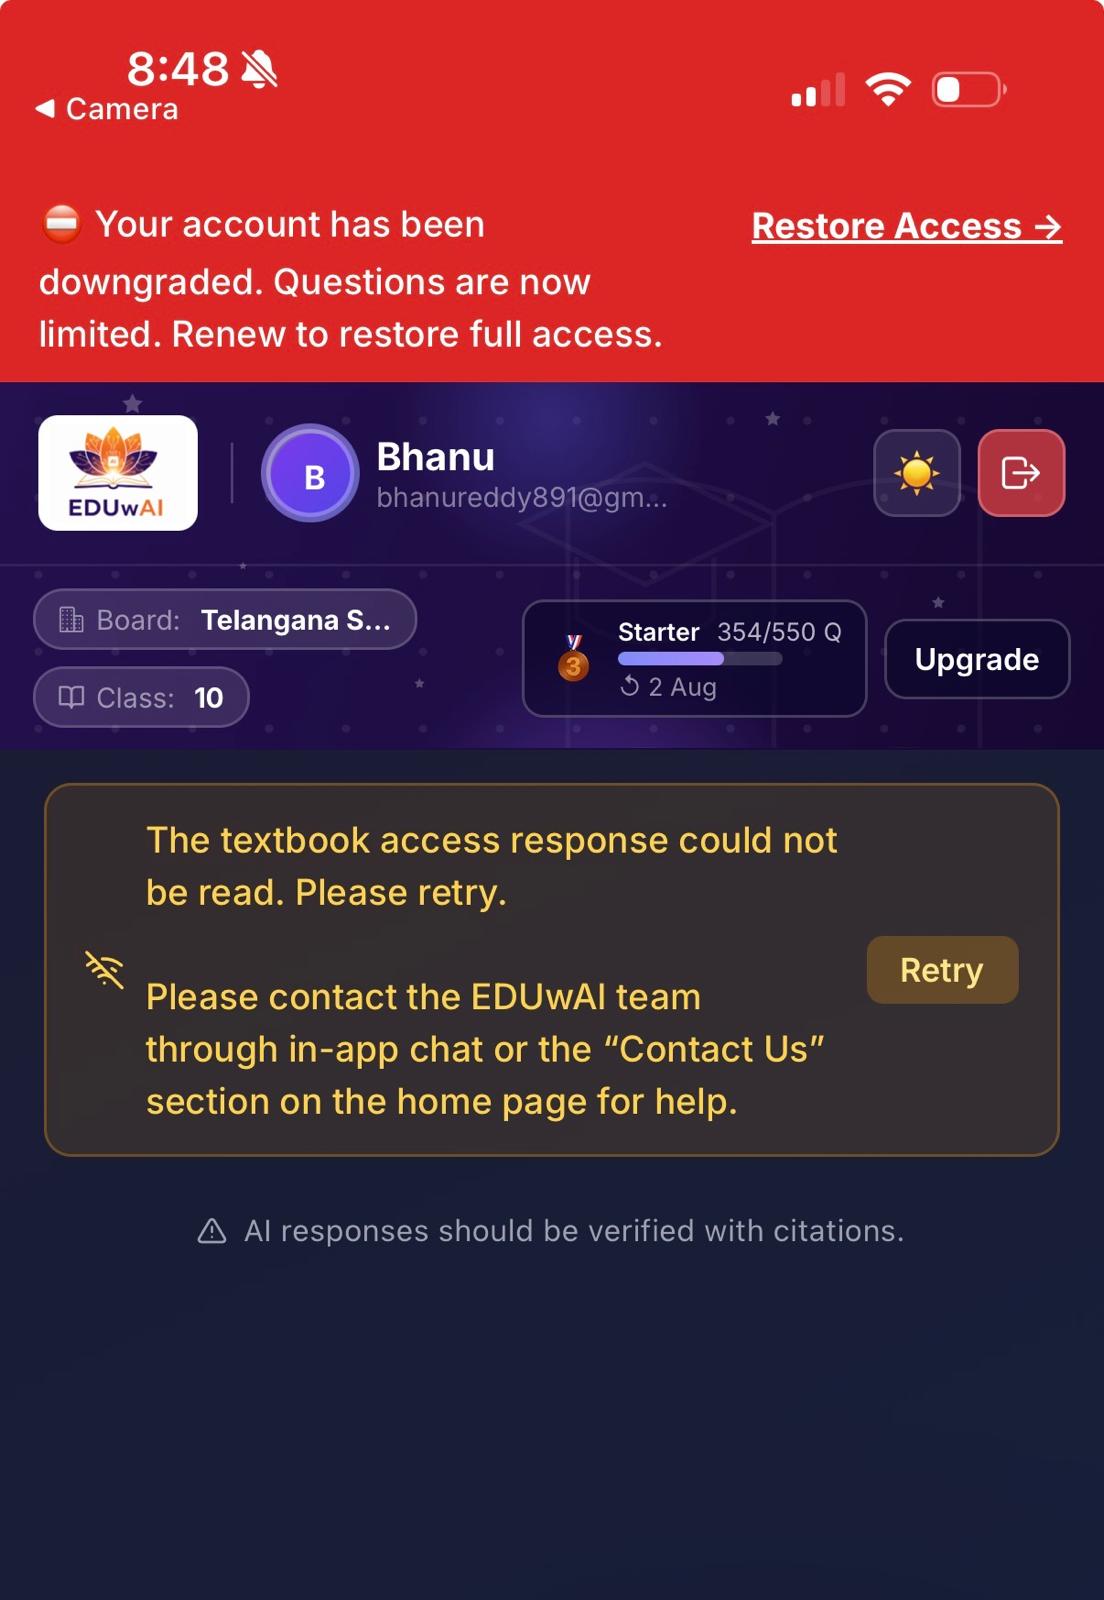 8:48
◀ Camera
⛔ Your account has been
downgraded. Questions are now
limited. Renew to restore full access.
Restore Access →
EDUwAI
B
Bhanu
bhanureddy891@gm...
Board: Telangana S...
Class: 10
3
Starter 354/550 Q
2 Aug
Upgrade
The textbook access response could not
be read. Please retry.
Please contact the EDUwAI team
through in-app chat or the “Contact Us”
section on the home page for help.
Retry
AI responses should be verified with citations.